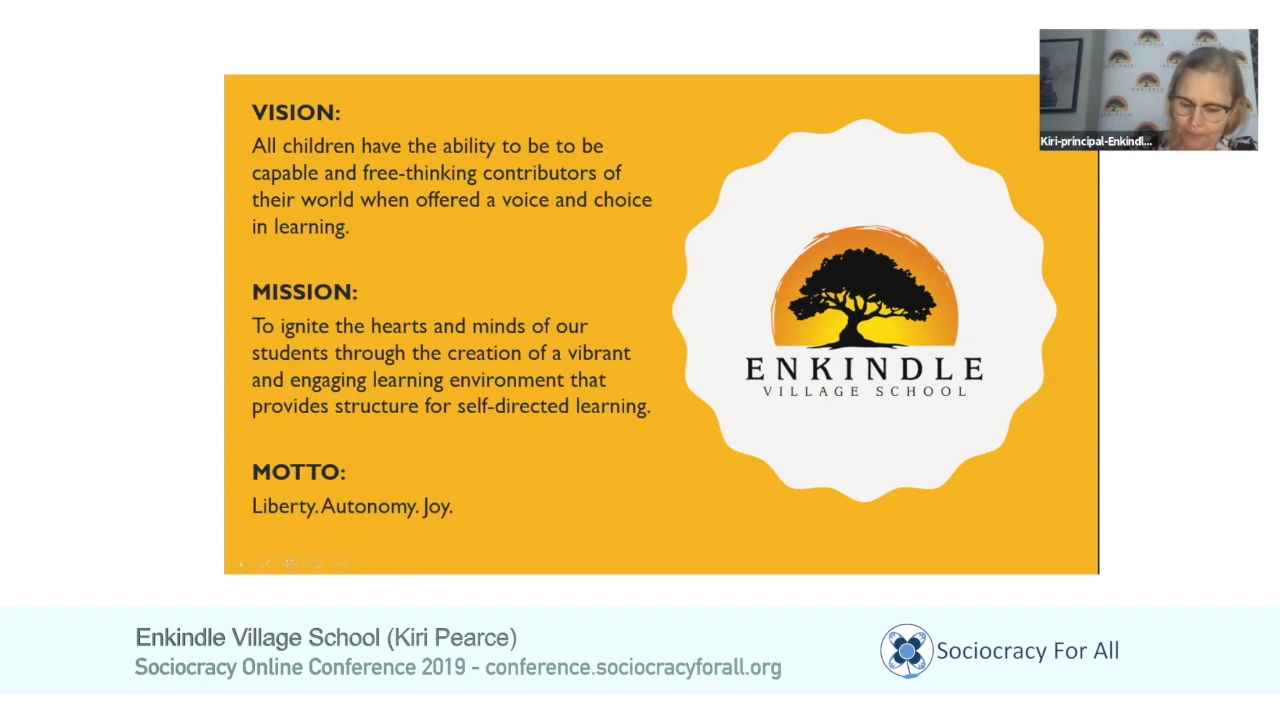 VISION:
All children have the ability to be to be
capable and free-thinking contributors of
their world when offered a voice and choice
in learning.
MISSION:
To ignite the hearts and minds of our
students through the creation of a vibrant
and engaging learning environment that
provides structure for self-directed learning.
MOTTO:
Liberty. Autonomy. Joy.
ENKINDLE
VILLAGE SCHOOL
ENKINDLE
Kiri-principal-Enkindl...
Enkindle Village School (Kiri Pearce)
Sociocracy Online Conference 2019 - conference.sociocracyforall.org
Sociocracy For All